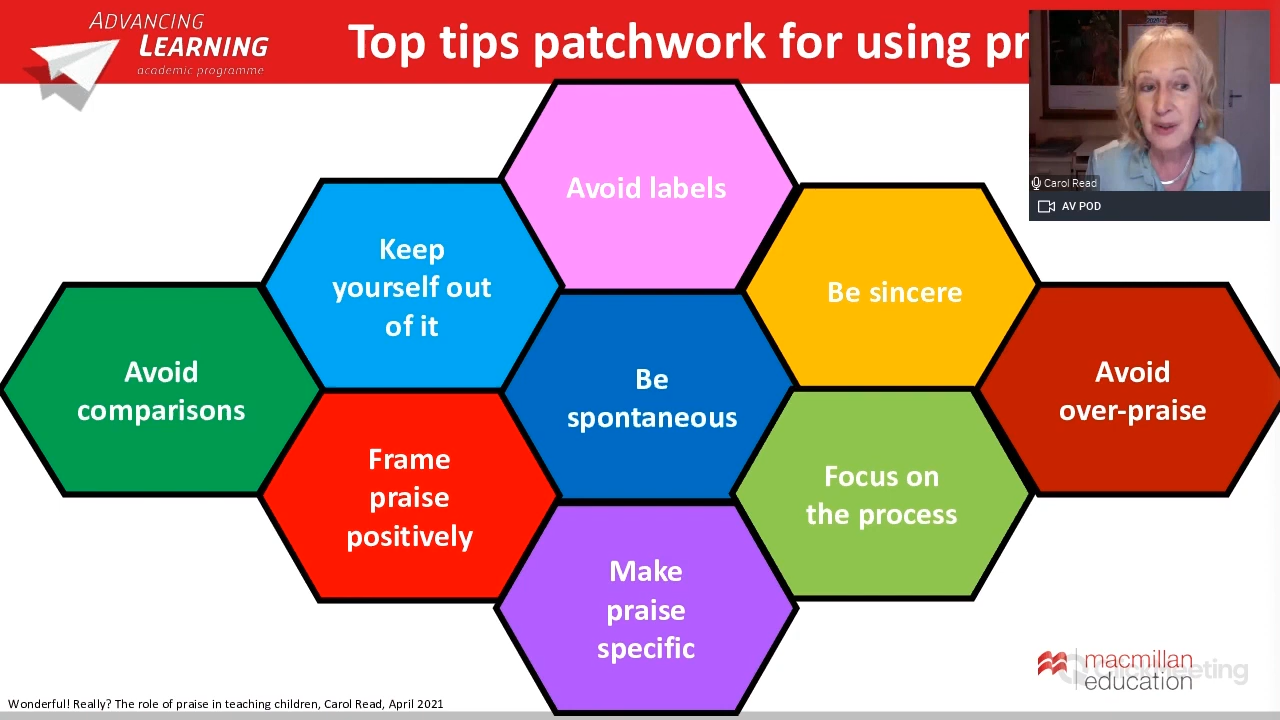 ADVANCING
LEARNING
academic programme
Top tips patchwork for using pr
Carol Read
AV POD
Avoid labels
Keep
yourself out
of it
Be sincere
Avoid
comparisons
Be
spontaneous
Avoid
over-praise
Frame
praise
positively
Focus on
the process
Make
praise
specific
macmillan
education
ClickMeeting
Wonderful! Really? The role of praise in teaching children, Carol Read, April 2021